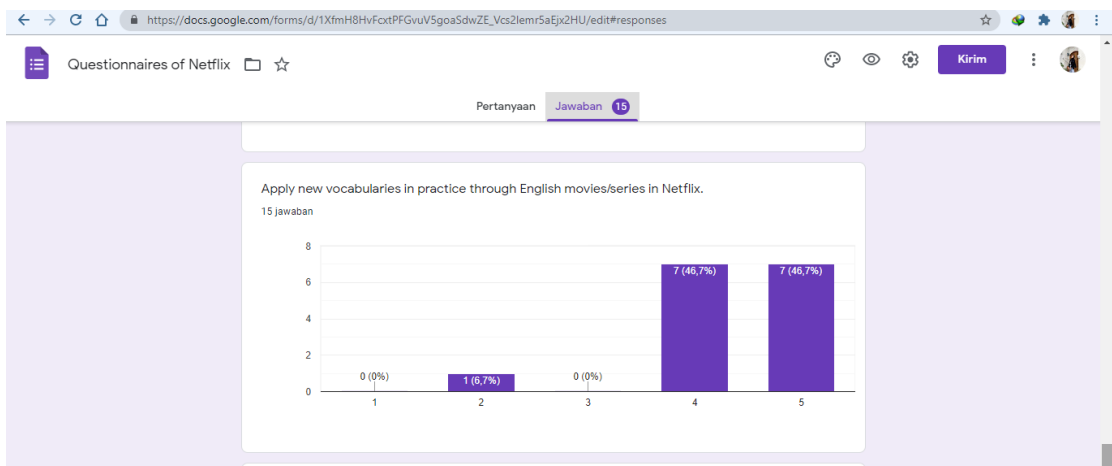 https://docs.google.com/forms/d/1XfmH8HvFcxtPFGvuV5goaSdwZE_Vcs2lemr5aEjx2HU/edit#responses
Questionnaires of Netflix
Kirim
Pertanyaan Jawaban 15
Apply new vocabularies in practice through English movies/series in Netflix.
15 jawaban
8
6
4
2
0
0 (0%)
1 (6,7%)
0 (0%)
7 (46,7%)
7 (46,7%)
1 2 3 4 5